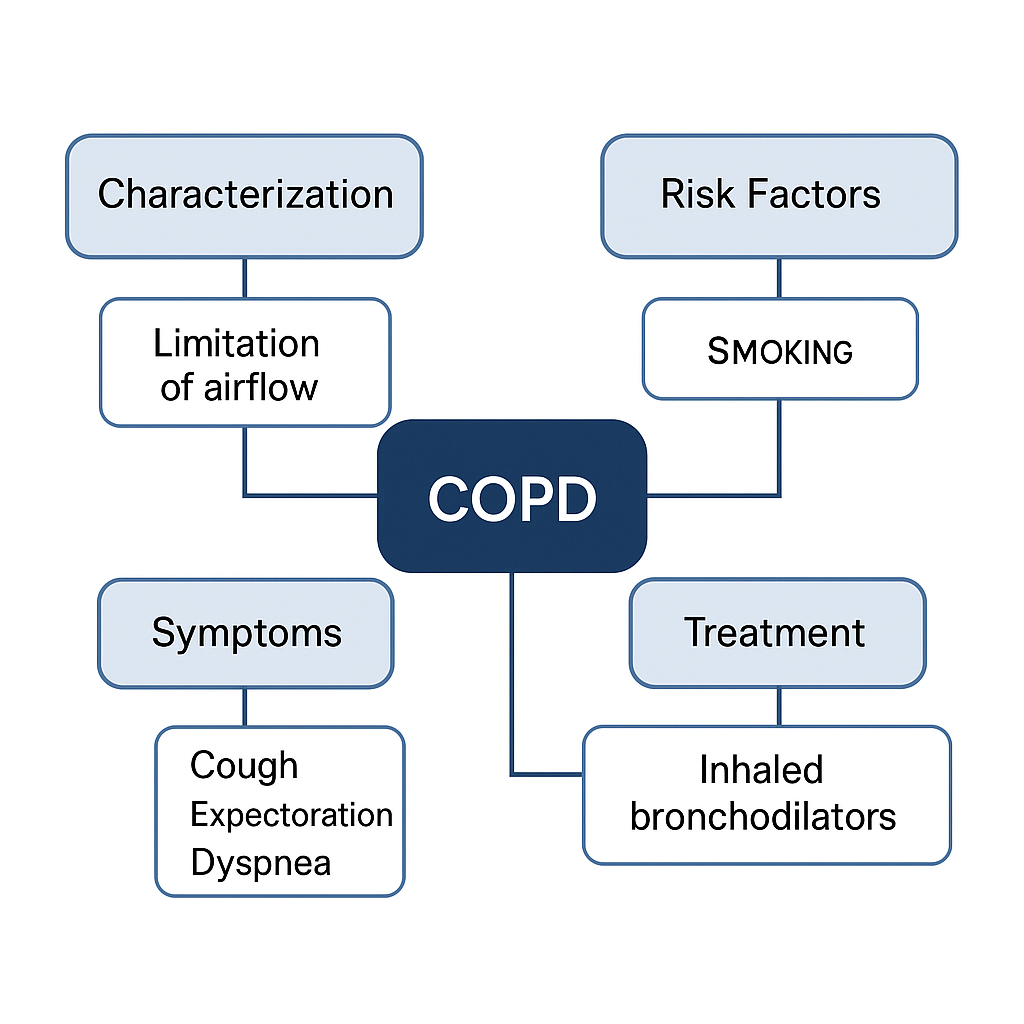 Characterization
Limitation
of airflow
Risk Factors
SMOKING
COPD
Symptoms
Cough
Expectoration
Dyspnea
Treatment
Inhaled
bronchodilators